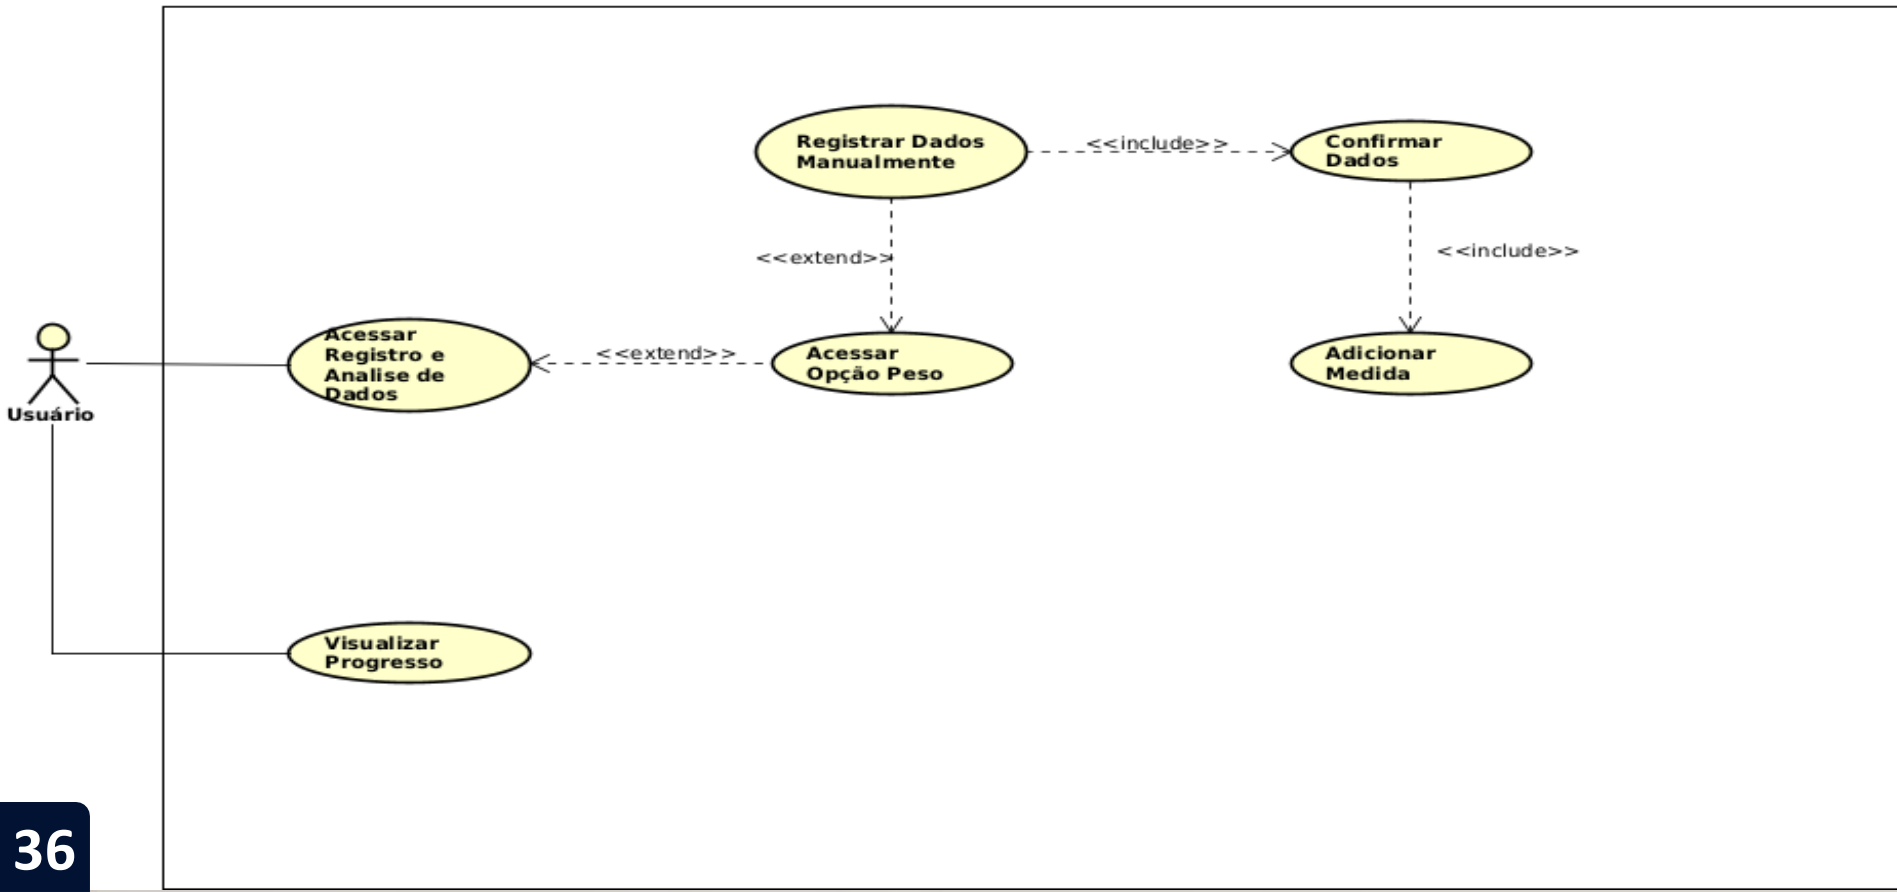 Registrar Dados
Manualmente
<<include>>
Confirmar
Dados
<<extend>>
<<include>>
Acessar
Registro e
Analise de
Dados
<<extend>>
Acessar
Opção Peso
Adicionar
Medida
Usuário
Visualizar
Progresso
36